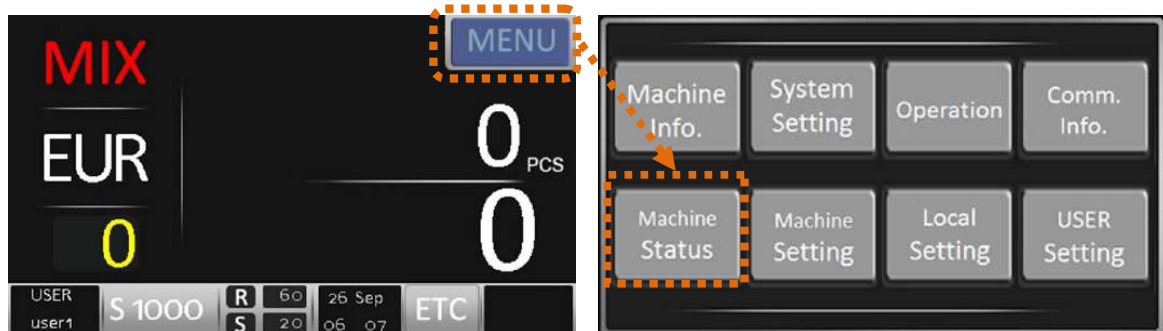 MIX
MENU
EUR
0 PCS
0
0
USER
user1
S 1000
R 60
S 20
26 Sep
06 07
ETC
Machine
Info.
System
Setting
Operation
Comm.
Info.
Machine
Status
Machine
Setting
Local
Setting
USER
Setting